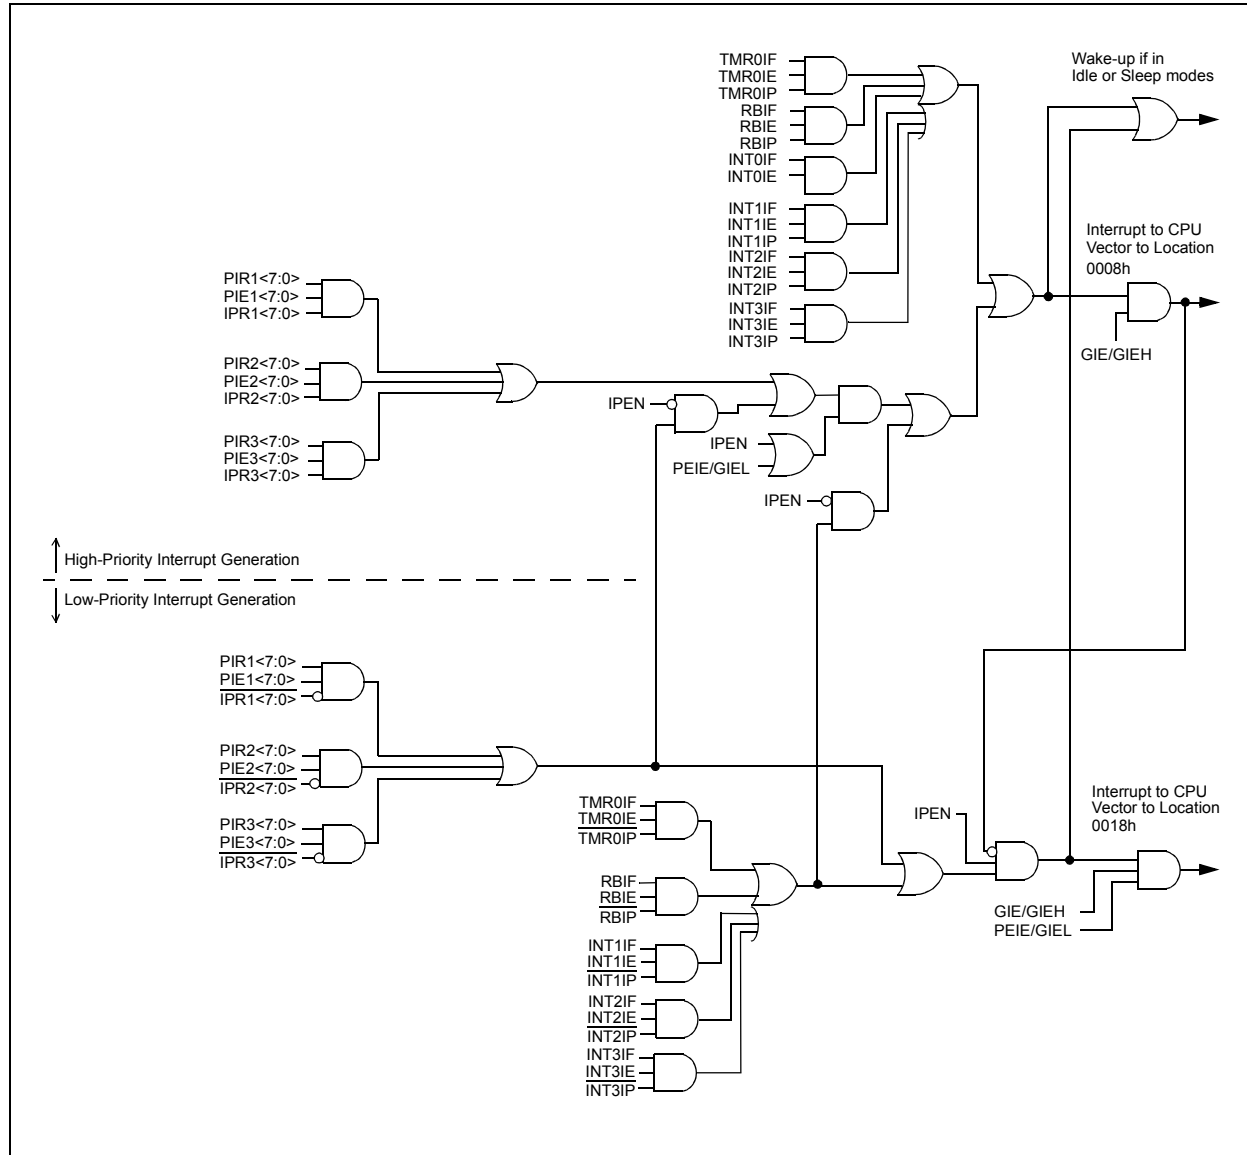 TMR0IF
TMR0IE
TMR0IP
RBIF
RBIE
RBIP
INT0IF
INT0IE
INT1IF
INT1IE
INT1IP
INT2IF
INT2IE
INT2IP
INT3IF
INT3IE
INT3IP
Wake-up if in
Idle or Sleep modes
Interrupt to CPU
Vector to Location
0008h
GIE/GIEH
PIR1<7:0>
PIE1<7:0>
IPR1<7:0>
PIR2<7:0>
PIE2<7:0>
IPR2<7:0>
PIR3<7:0>
PIE3<7:0>
IPR3<7:0>
IPEN
IPEN
PEIE/GIEL
IPEN
High-Priority Interrupt Generation
Low-Priority Interrupt Generation
PIR1<7:0>
PIE1<7:0>
IPR1<7:0>
PIR2<7:0>
PIE2<7:0>
IPR2<7:0>
PIR3<7:0>
PIE3<7:0>
IPR3<7:0>
TMR0IF
TMR0IE
TMR0IP
RBIF
RBIE
RBIP
INT1IF
INT1IE
INT1IP
INT2IF
INT2IE
INT2IP
INT3IF
INT3IE
INT3IP
IPEN
Interrupt to CPU
Vector to Location
0018h
GIE/GIEH
PEIE/GIEL